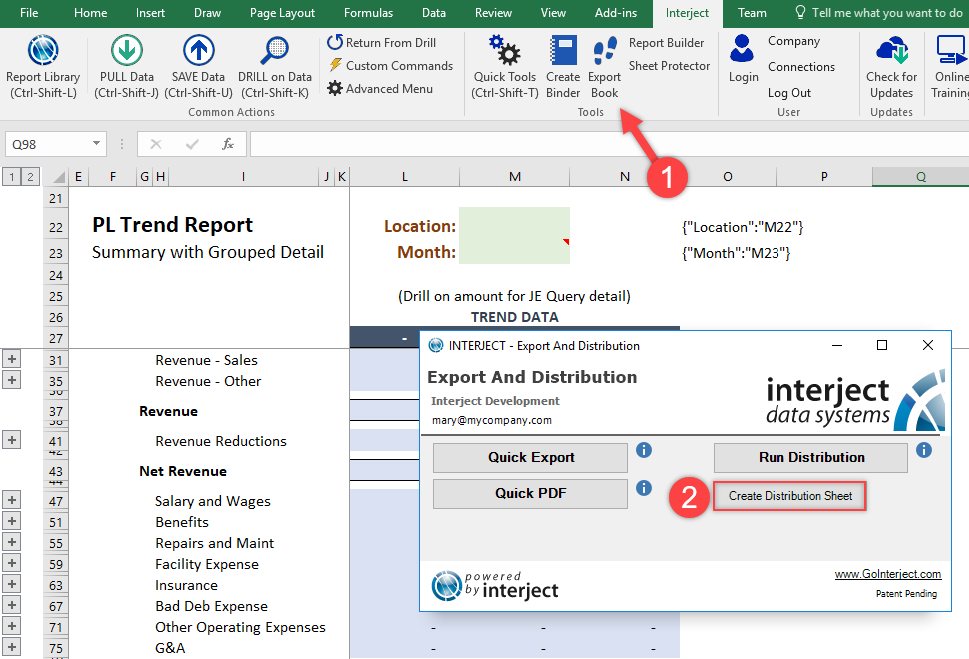 File Home Insert Draw Page Layout Formulas Data Review View Add-ins Interject Team Tell me what you want to do
Report Library (Ctrl-Shift-L)
PULL Data (Ctrl-Shift-J)
SAVE Data (Ctrl-Shift-U)
DRILL on Data (Ctrl-Shift-K)
Return From Drill
Custom Commands
Advanced Menu
Common Actions
Quick Tools (Ctrl-Shift-T)
Create Binder
Export Book
Report Builder
Sheet Protector
Tools
Login
Company
Connections
Log Out
User
Check for Updates
Updates
Online
Training
1
Q98 fx
1 2 E F G H I J K L M N O P Q
21
22 PL Trend Report Location: {"Location":"M22"}
23 Summary with Grouped Detail Month: {"Month":"M23"}
24
25 (Drill on amount for JE Query detail)
26 TREND DATA
27 -
31 Revenue - Sales
35 Revenue - Other
36
37 Revenue
38
41 Revenue Reductions
42
43 Net Revenue
44
47 Salary and Wages
51 Benefits
55 Repairs and Maint
59 Facility Expense
63 Insurance
67 Bad Deb Expense
71 Other Operating Expenses - - -
75 G&A - - -
INTERJECT - Export And Distribution
Export And Distribution
Interject Development
mary@mycompany.com
interject
data systems
Quick Export Run Distribution
Quick PDF 2 Create Distribution Sheet
powered
by interject
www.GoInterject.com
Patent Pending